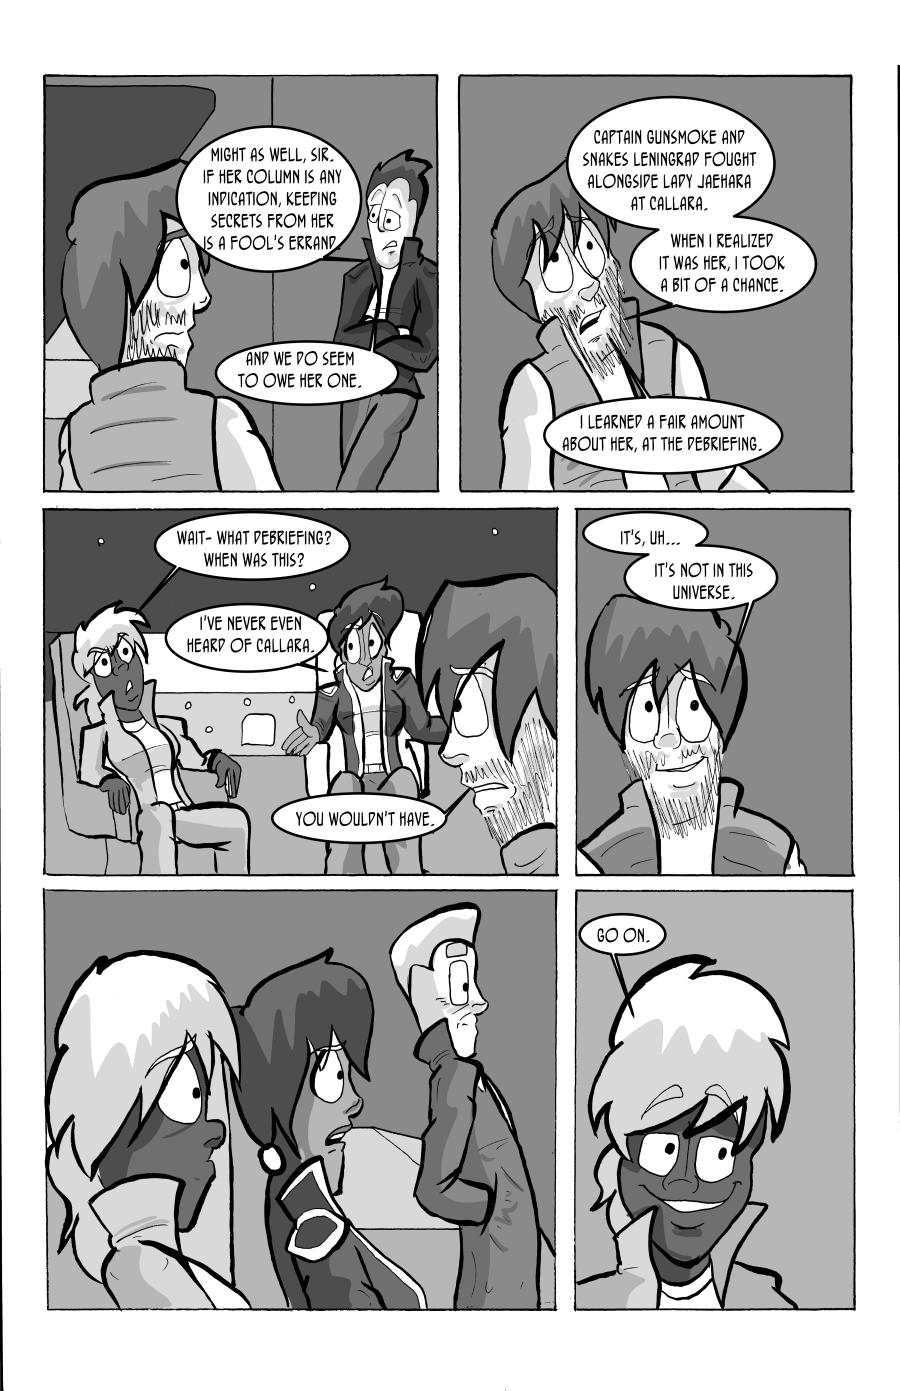 MIGHT AS WELL, SIR.
IF HER COLUMN IS ANY
INDICATION, KEEPING
SECRETS FROM HER
IS A FOOL'S ERRAND.
AND WE DO SEEM
TO OWE HER ONE.
CAPTAIN GUNSMOKE AND
SNAKES LENINGRAD FOUGHT
ALONGSIDE LADY JAEHARA
AT CALLARA.
WHEN I REALIZED
IT WAS HER, I TOOK
A BIT OF A CHANCE.
I LEARNED A FAIR AMOUNT
ABOUT HER, AT THE DEBRIEFING.
WAIT- WHAT DEBRIEFING?
WHEN WAS THIS?
I'VE NEVER EVEN
HEARD OF CALLARA.
YOU WOULDN'T HAVE.
IT'S, UH...
IT'S NOT IN THIS
UNIVERSE.
GO ON.